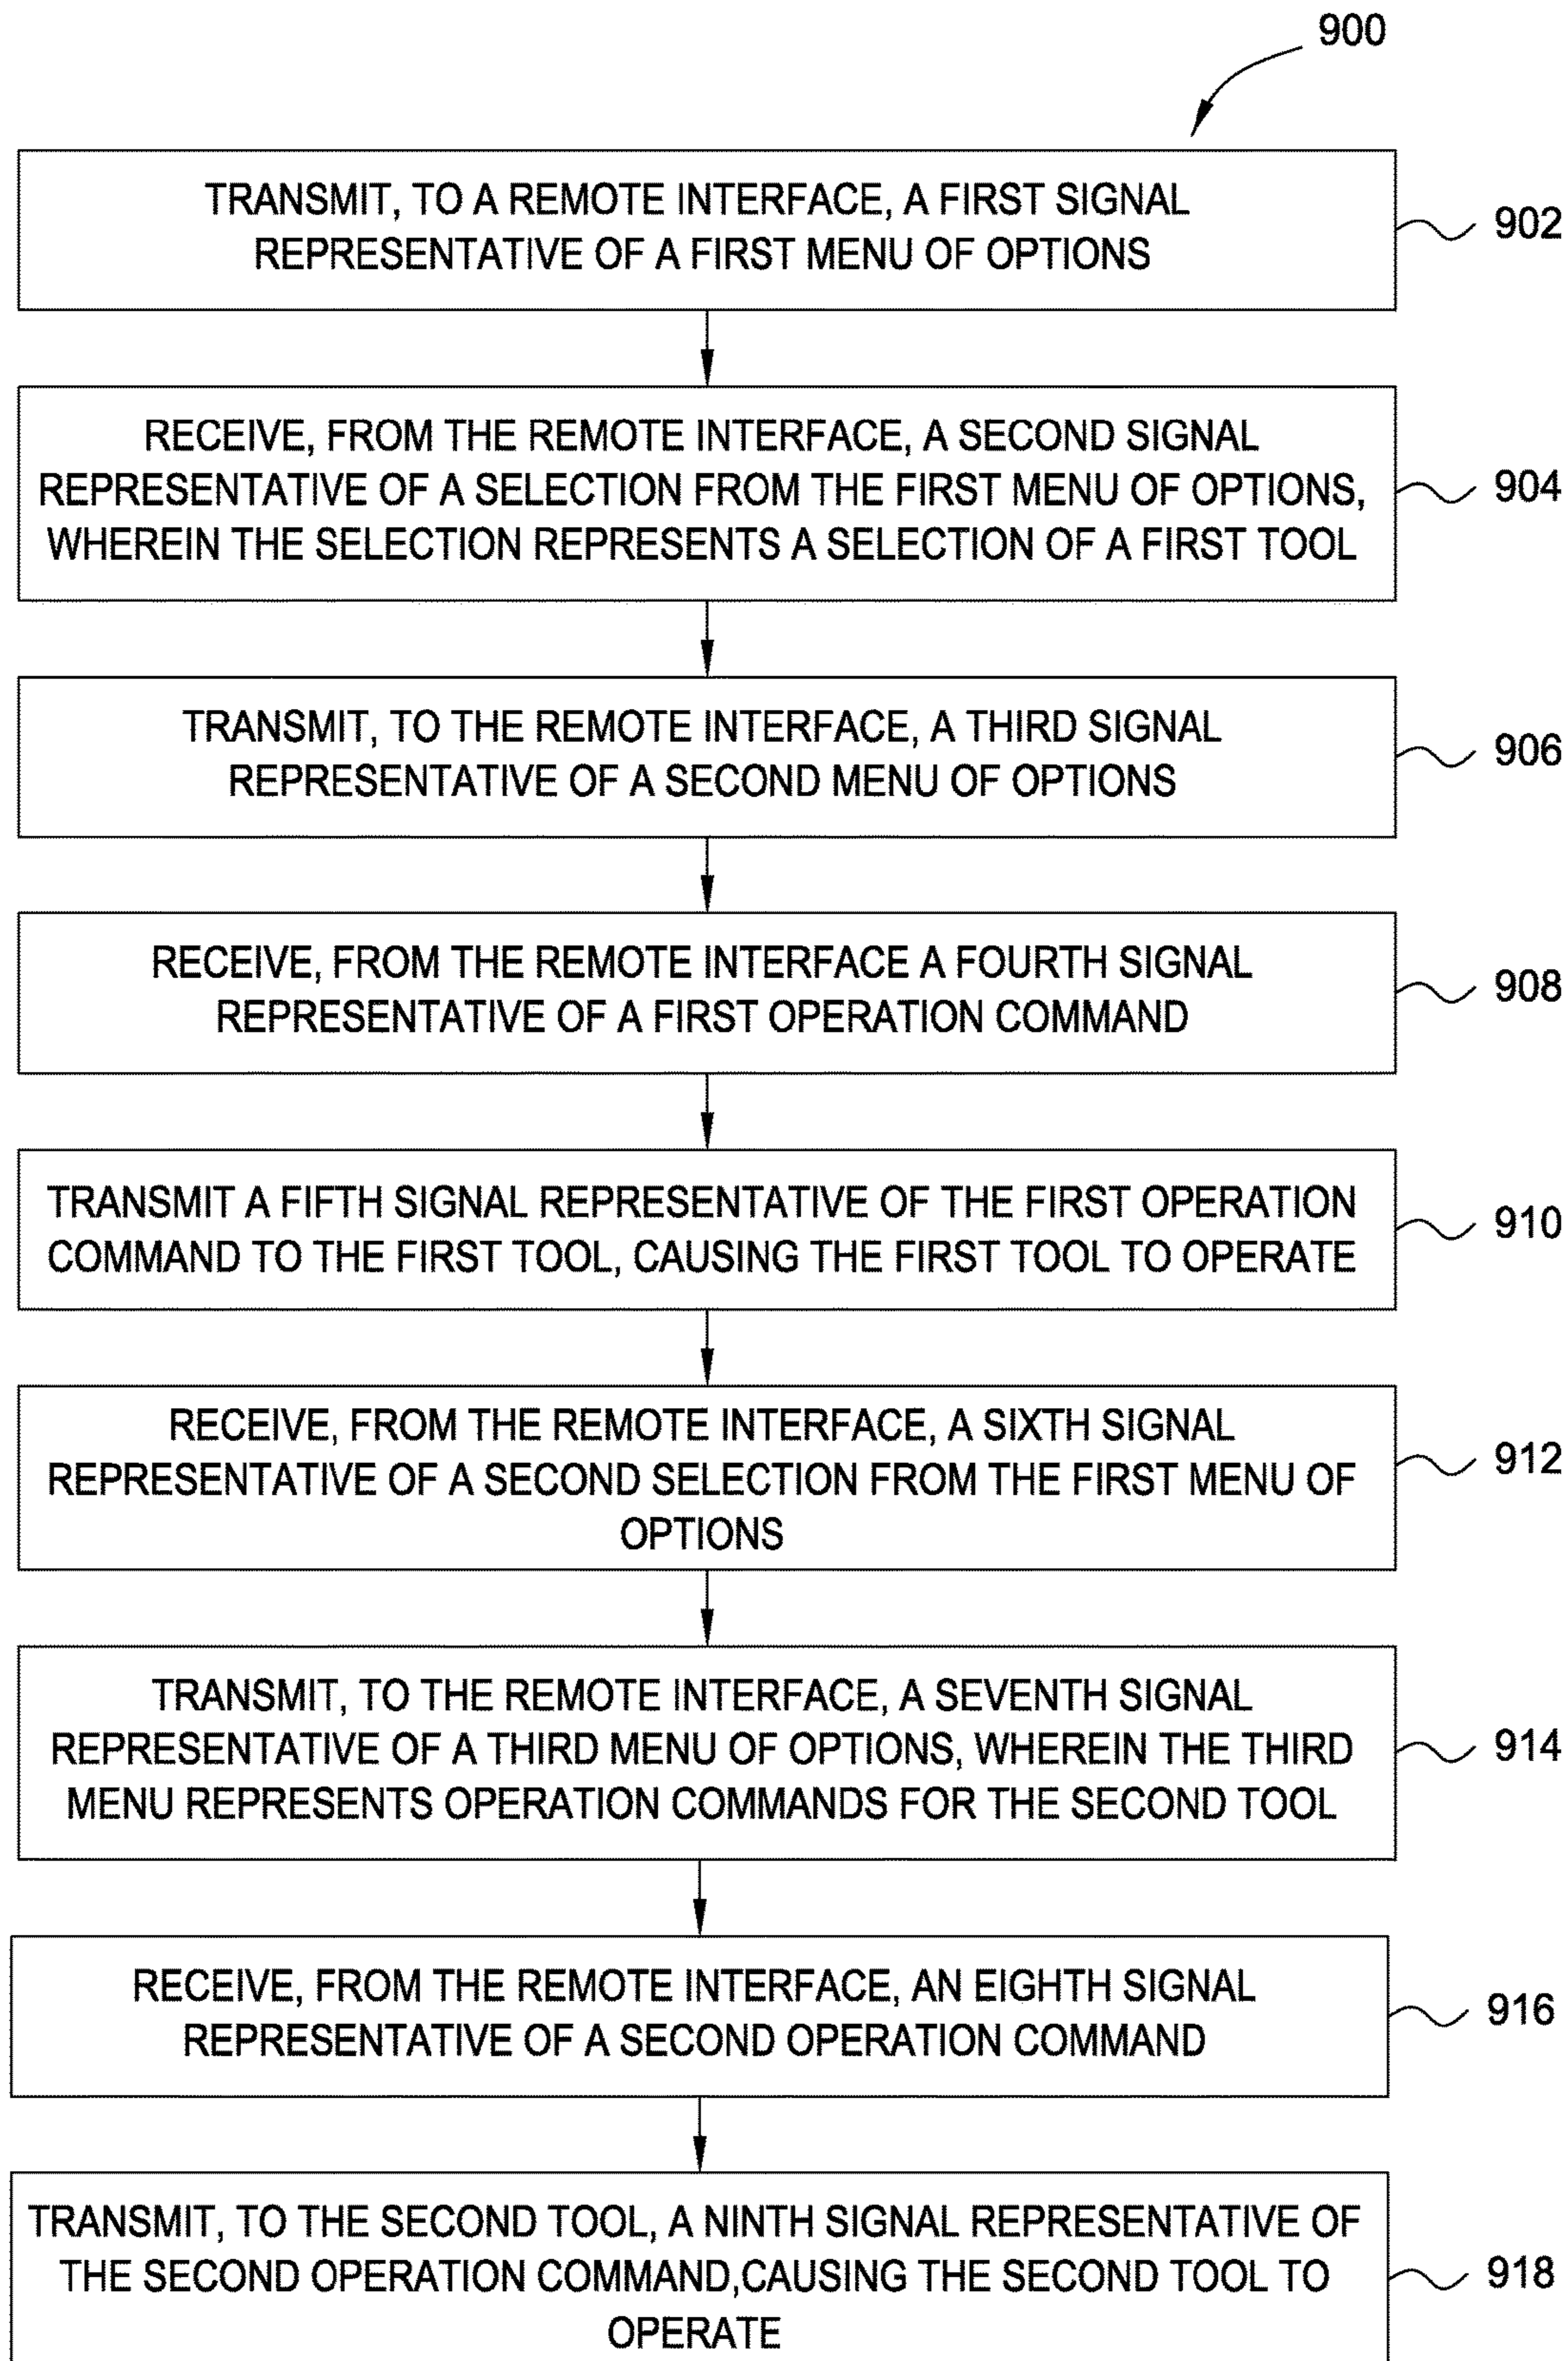 900
TRANSMIT, TO A REMOTE INTERFACE, A FIRST SIGNAL
REPRESENTATIVE OF A FIRST MENU OF OPTIONS
902
RECEIVE, FROM THE REMOTE INTERFACE, A SECOND SIGNAL
REPRESENTATIVE OF A SELECTION FROM THE FIRST MENU OF OPTIONS,
WHEREIN THE SELECTION REPRESENTS A SELECTION OF A FIRST TOOL
904
TRANSMIT, TO THE REMOTE INTERFACE, A THIRD SIGNAL
REPRESENTATIVE OF A SECOND MENU OF OPTIONS
906
RECEIVE, FROM THE REMOTE INTERFACE A FOURTH SIGNAL
REPRESENTATIVE OF A FIRST OPERATION COMMAND
908
TRANSMIT A FIFTH SIGNAL REPRESENTATIVE OF THE FIRST OPERATION
COMMAND TO THE FIRST TOOL, CAUSING THE FIRST TOOL TO OPERATE
910
RECEIVE, FROM THE REMOTE INTERFACE, A SIXTH SIGNAL
REPRESENTATIVE OF A SECOND SELECTION FROM THE FIRST MENU OF
OPTIONS
912
TRANSMIT, TO THE REMOTE INTERFACE, A SEVENTH SIGNAL
REPRESENTATIVE OF A THIRD MENU OF OPTIONS, WHEREIN THE THIRD
MENU REPRESENTS OPERATION COMMANDS FOR THE SECOND TOOL
914
RECEIVE, FROM THE REMOTE INTERFACE, AN EIGHTH SIGNAL
REPRESENTATIVE OF A SECOND OPERATION COMMAND
916
TRANSMIT, TO THE SECOND TOOL, A NINTH SIGNAL REPRESENTATIVE OF
THE SECOND OPERATION COMMAND,CAUSING THE SECOND TOOL TO
OPERATE
918